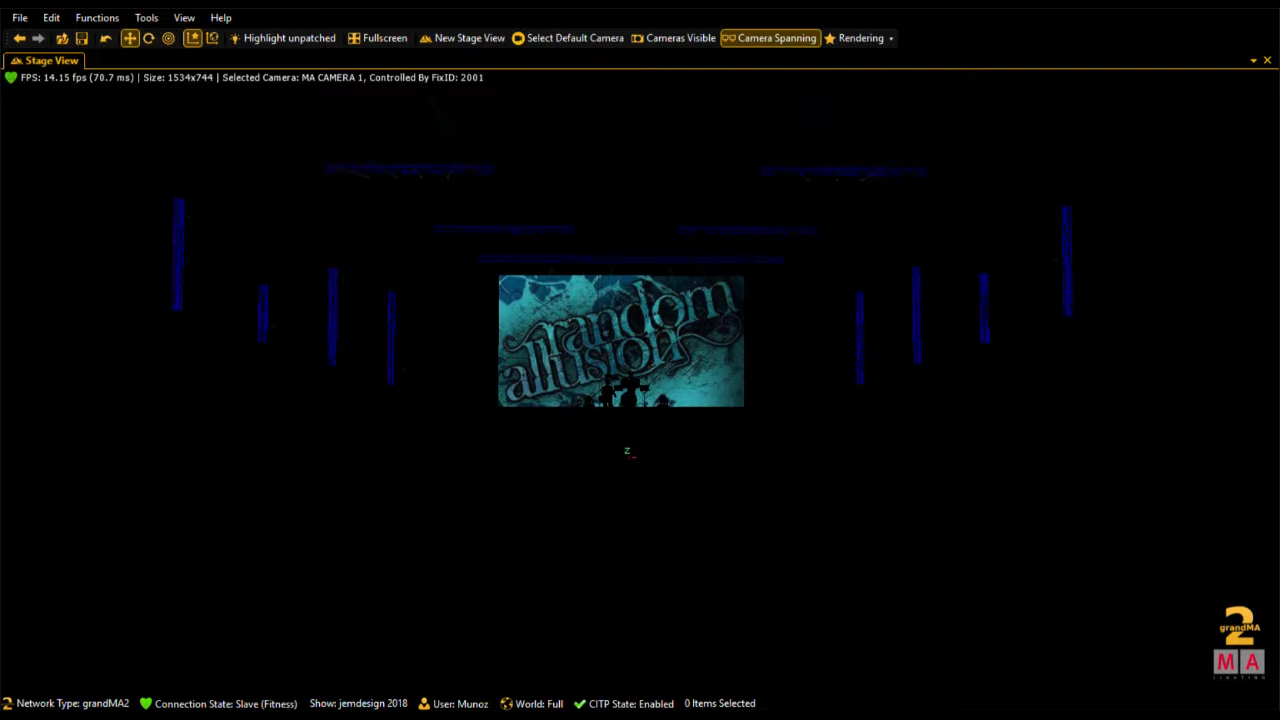 File Edit Functions Tools View Help
Highlight unpatched Fullscreen New Stage View Select Default Camera Cameras Visible Camera Spanning Rendering
Stage View
FPS: 14.15 fps (70.7 ms) | Size: 1534x744 | Selected Camera: MA CAMERA 1, Controlled By FixID: 2001
random
allusion
z
2
grandMA
MA
LIGHTING
2 Network Type: grandMA2 Connection State: Slave (Fitness) Show: jemdesign 2018 User: Munoz World: Full CITP State: Enabled 0 Items Selected